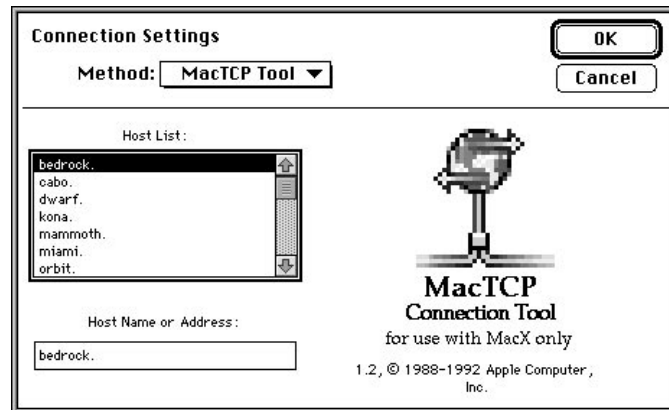 Connection Settings
OK
Method: MacTCP Tool
Cancel
Host List:
bedrock.
cabo.
dwarf.
kona.
mammoth.
miami.
orbit.
Host Name or Address:
bedrock.
MacTCP
Connection Tool
for use with MacX only
1.2, © 1988-1992 Apple Computer,
Inc.